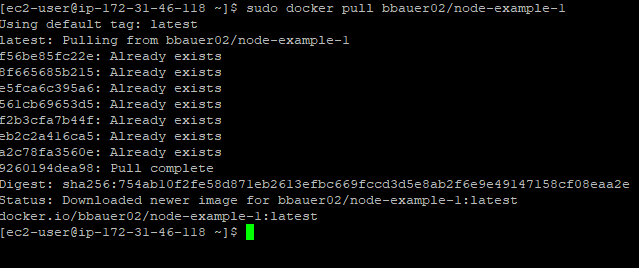 [ec2-user@ip-172-31-46-118 ~]$ sudo docker pull bbauer02/node-example-1
Using default tag: latest
latest: Pulling from bbauer02/node-example-1
f56be85fc22e: Already exists
8f665685b215: Already exists
e5fca6c395a6: Already exists
561cb69653d5: Already exists
f2b3cfa7b44f: Already exists
eb2c2a416ca5: Already exists
a2c78fa3560e: Already exists
9260194dea98: Pull complete
Digest: sha256:754ab10f2fe58d871eb2613efbc669fccd3d5e8ab2f6e9e49147158cf08eaa2e
Status: Downloaded newer image for bbauer02/node-example-1:latest
docker.io/bbauer02/node-example-1:latest
[ec2-user@ip-172-31-46-118 ~]$